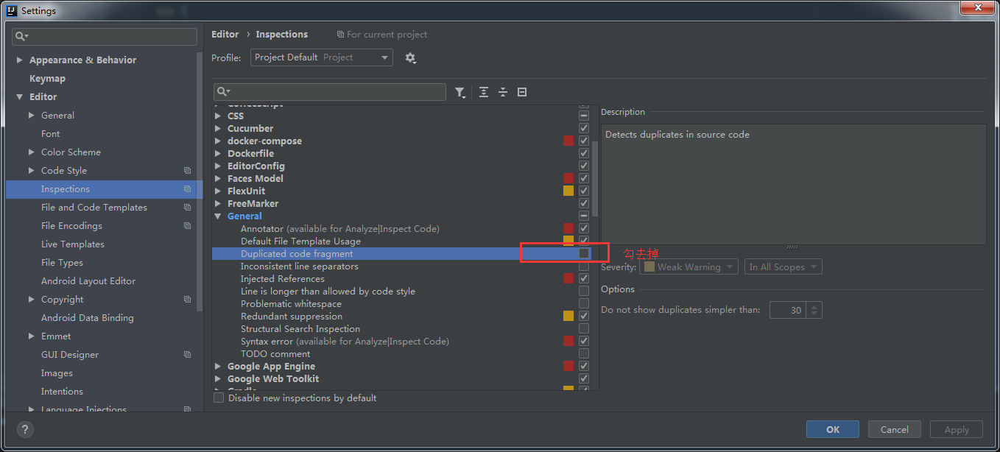 Settings
Editor › Inspections For current project
Profile: Project Default Project
Appearance & Behavior
Keymap
Editor
General
Font
Color Scheme
Code Style
Inspections
File and Code Templates
File Encodings
Live Templates
File Types
Android Layout Editor
Copyright
Android Data Binding
Emmet
GUI Designer
Images
Intentions
Language Injections
CSS
Cucumber
docker-compose
Dockerfile
EditorConfig
Faces Model
FlexUnit
FreeMarker
General
Annotator (available for Analyze|Inspect Code)
Default File Template Usage
Duplicated code fragment
Inconsistent line separators
Injected References
Line is longer than allowed by code style
Problematic whitespace
Redundant suppression
Structural Search Inspection
Syntax error (available for Analyze|Inspect Code)
TODO comment
Google App Engine
Google Web Toolkit
Disable new inspections by default
Description
Detects duplicates in source code
勾去掉
Severity: Weak Warning In All Scopes
Options
Do not show duplicates simpler than: 30
?
OK Cancel Apply